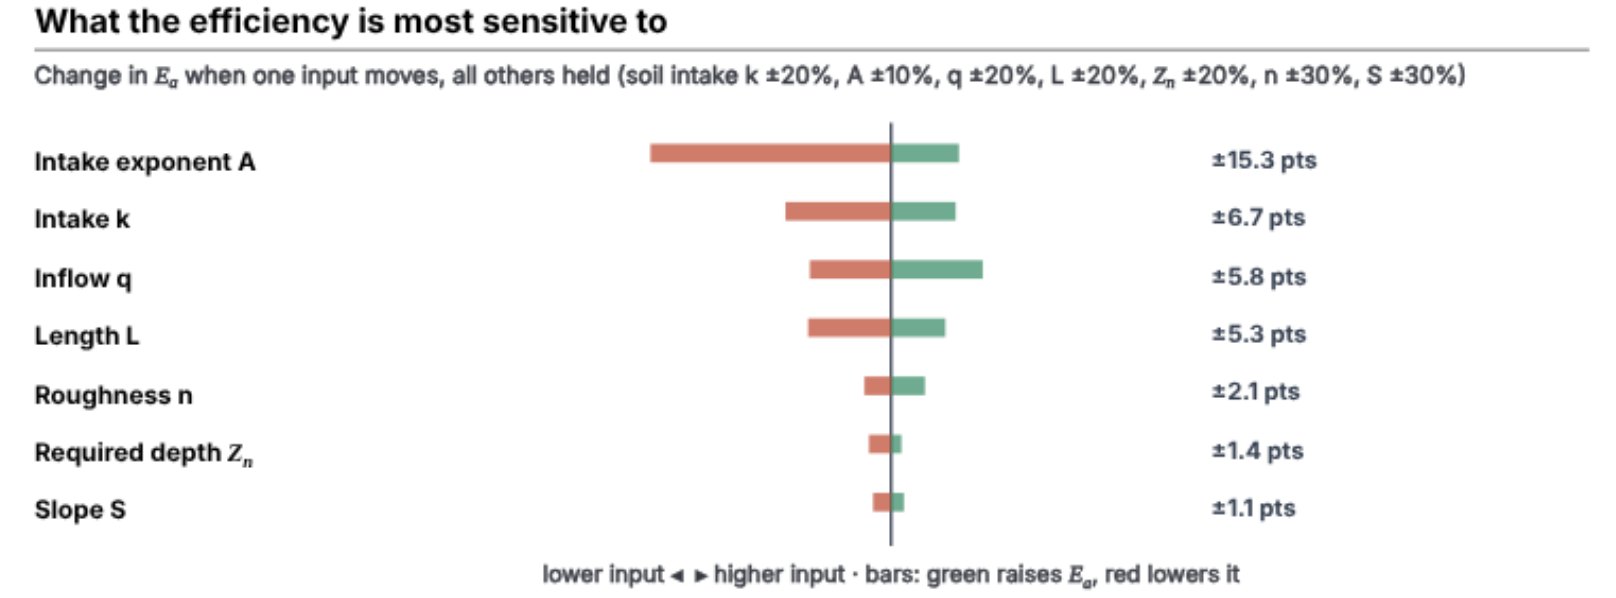 What the efficiency is most sensitive to
Change in Eₐ when one input moves, all others held (soil intake k ±20%, A ±10%, q ±20%, L ±20%, Zₙ ±20%, n ±30%, S ±30%)
Intake exponent A ±15.3 pts
Intake k ±6.7 pts
Inflow q ±5.8 pts
Length L ±5.3 pts
Roughness n ±2.1 pts
Required depth Zₙ ±1.4 pts
Slope S ±1.1 pts
lower input ◄ ► higher input · bars: green raises Eₐ, red lowers it